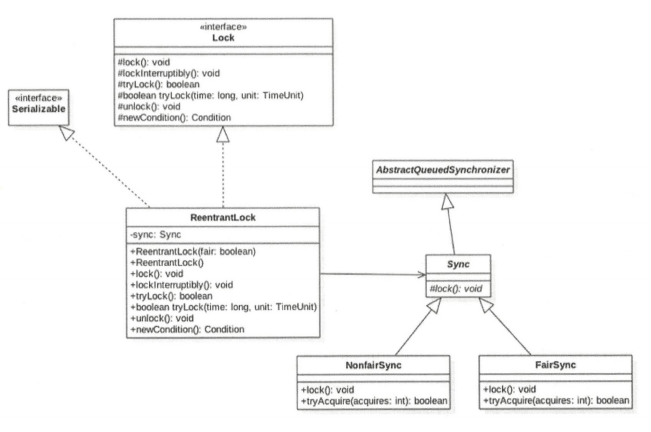 «interface»
Lock
#lock(): void
#lockInterruptibly(): void
#tryLock(): boolean
#boolean tryLock(time: long, unit: TimeUnit)
#unlock(): void
#newCondition(): Condition
«interface»
Serializable
AbstractQueuedSynchronizer
ReentrantLock
-sync: Sync
+ReentrantLock(fair: boolean)
+ReentrantLock()
+lock(): void
+lockInterruptibly(): void
+tryLock(): boolean
+boolean tryLock(time: long, unit: TimeUnit)
+unlock(): void
+newCondition(): Condition
Sync
#lock(): void
NonfairSync
+lock(): void
+tryAcquire(acquires: int): boolean
FairSync
+lock(): void
+tryAcquire(acquires: int): boolean